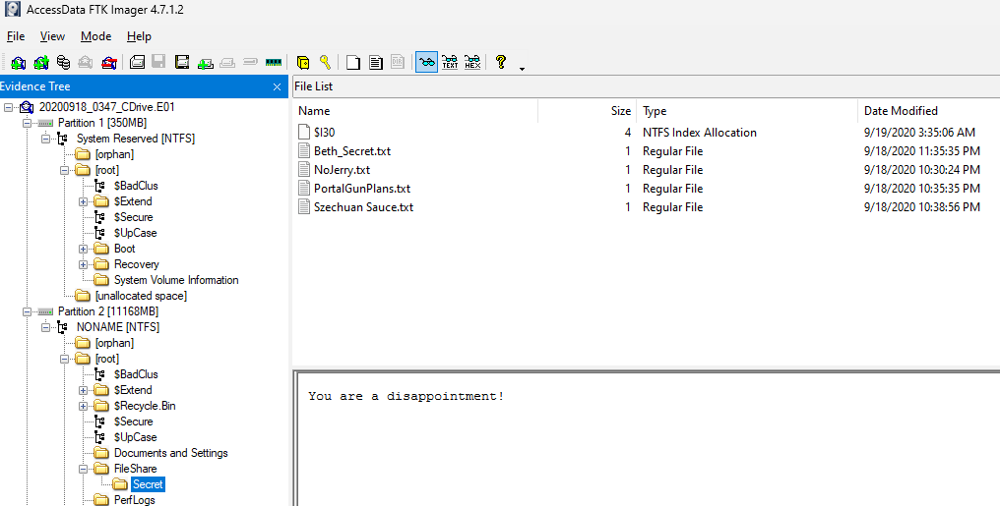 AccessData FTK Imager 4.7.1.2
File View Mode Help
TEXT HEX
Evidence Tree
20200918_0347_CDrive.E01
Partition 1 [350MB]
System Reserved [NTFS]
[orphan]
[root]
$BadClus
$Extend
$Secure
$UpCase
Boot
Recovery
System Volume Information
[unallocated space]
Partition 2 [11168MB]
NONAME [NTFS]
[orphan]
[root]
$BadClus
$Extend
$Recycle.Bin
$Secure
$UpCase
Documents and Settings
FileShare
Secret
PerfLogs
File List
Name Size Type Date Modified
$I30 4 NTFS Index Allocation 9/19/2020 3:35:06 AM
Beth_Secret.txt 1 Regular File 9/18/2020 11:35:35 PM
NoJerry.txt 1 Regular File 9/18/2020 10:30:24 PM
PortalGunPlans.txt 1 Regular File 9/18/2020 10:35:35 PM
Szechuan Sauce.txt 1 Regular File 9/18/2020 10:38:56 PM
You are a disappointment!